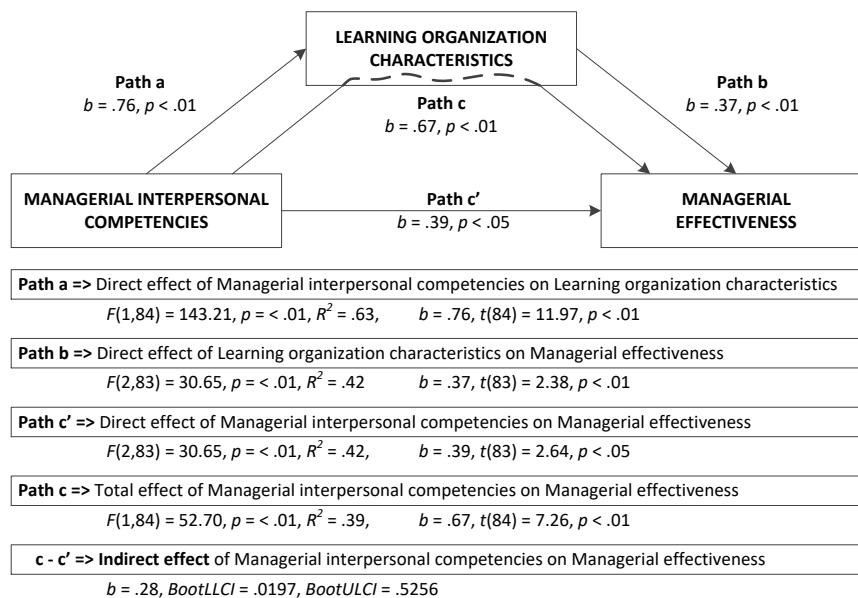 LEARNING ORGANIZATION
CHARACTERISTICS
Path a
b = .76, p < .01
Path c
b = .67, p < .01
Path b
b = .37, p < .01
MANAGERIAL INTERPERSONAL
COMPETENCIES
Path c’
b = .39, p < .05
MANAGERIAL
EFFECTIVENESS
Path a => Direct effect of Managerial interpersonal competencies on Learning organization characteristics
F(1,84) = 143.21, p = < .01, R² = .63, b = .76, t(84) = 11.97, p < .01
Path b => Direct effect of Learning organization characteristics on Managerial effectiveness
F(2,83) = 30.65, p = < .01, R² = .42 b = .37, t(83) = 2.38, p < .01
Path c’ => Direct effect of Managerial interpersonal competencies on Managerial effectiveness
F(2,83) = 30.65, p = < .01, R² = .42, b = .39, t(83) = 2.64, p < .05
Path c => Total effect of Managerial interpersonal competencies on Managerial effectiveness
F(1,84) = 52.70, p = < .01, R² = .39, b = .67, t(84) = 7.26, p < .01
c - c’ => Indirect effect of Managerial interpersonal competencies on Managerial effectiveness
b = .28, BootLLCI = .0197, BootULCI = .5256